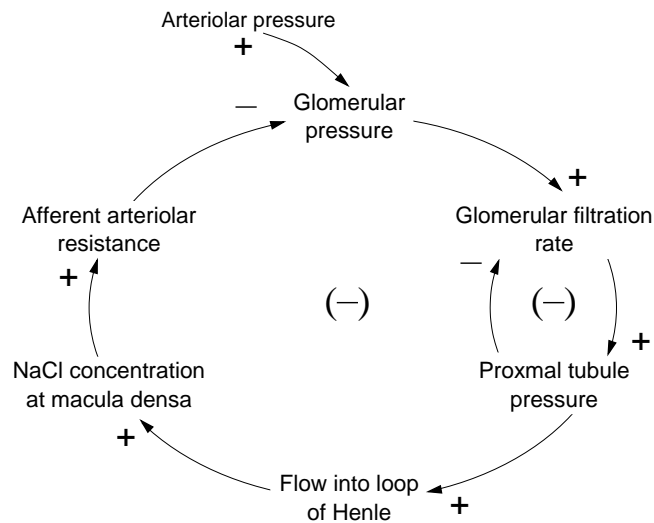 Arteriolar pressure
+
−
Glomerular
pressure
+
Afferent arteriolar
resistance
Glomerular filtration
rate
+
−
(−)
(−)
+
NaCl concentration
at macula densa
Proxmal tubule
pressure
+
Flow into loop
of Henle
+